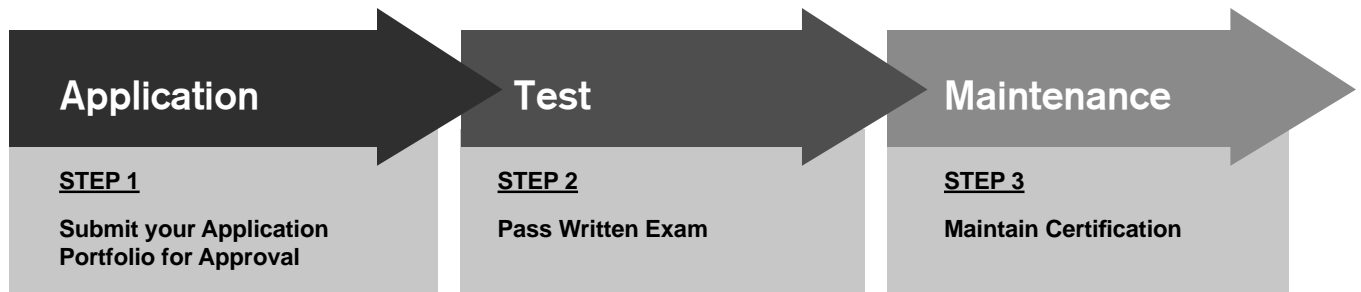 Application
STEP 1
Submit your Application
Portfolio for Approval
Test
STEP 2
Pass Written Exam
Maintenance
STEP 3
Maintain Certification